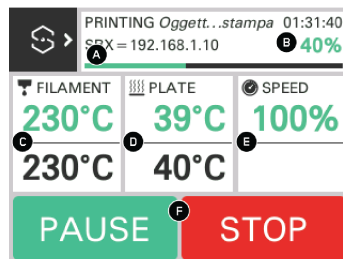 PRINTING Oggett...stampa 01:31:40
SBX = 192.168.1.10 B 40%
A
FILAMENT PLATE SPEED
230°C 39°C 100%
C D E
230°C 40°C
F
PAUSE STOP